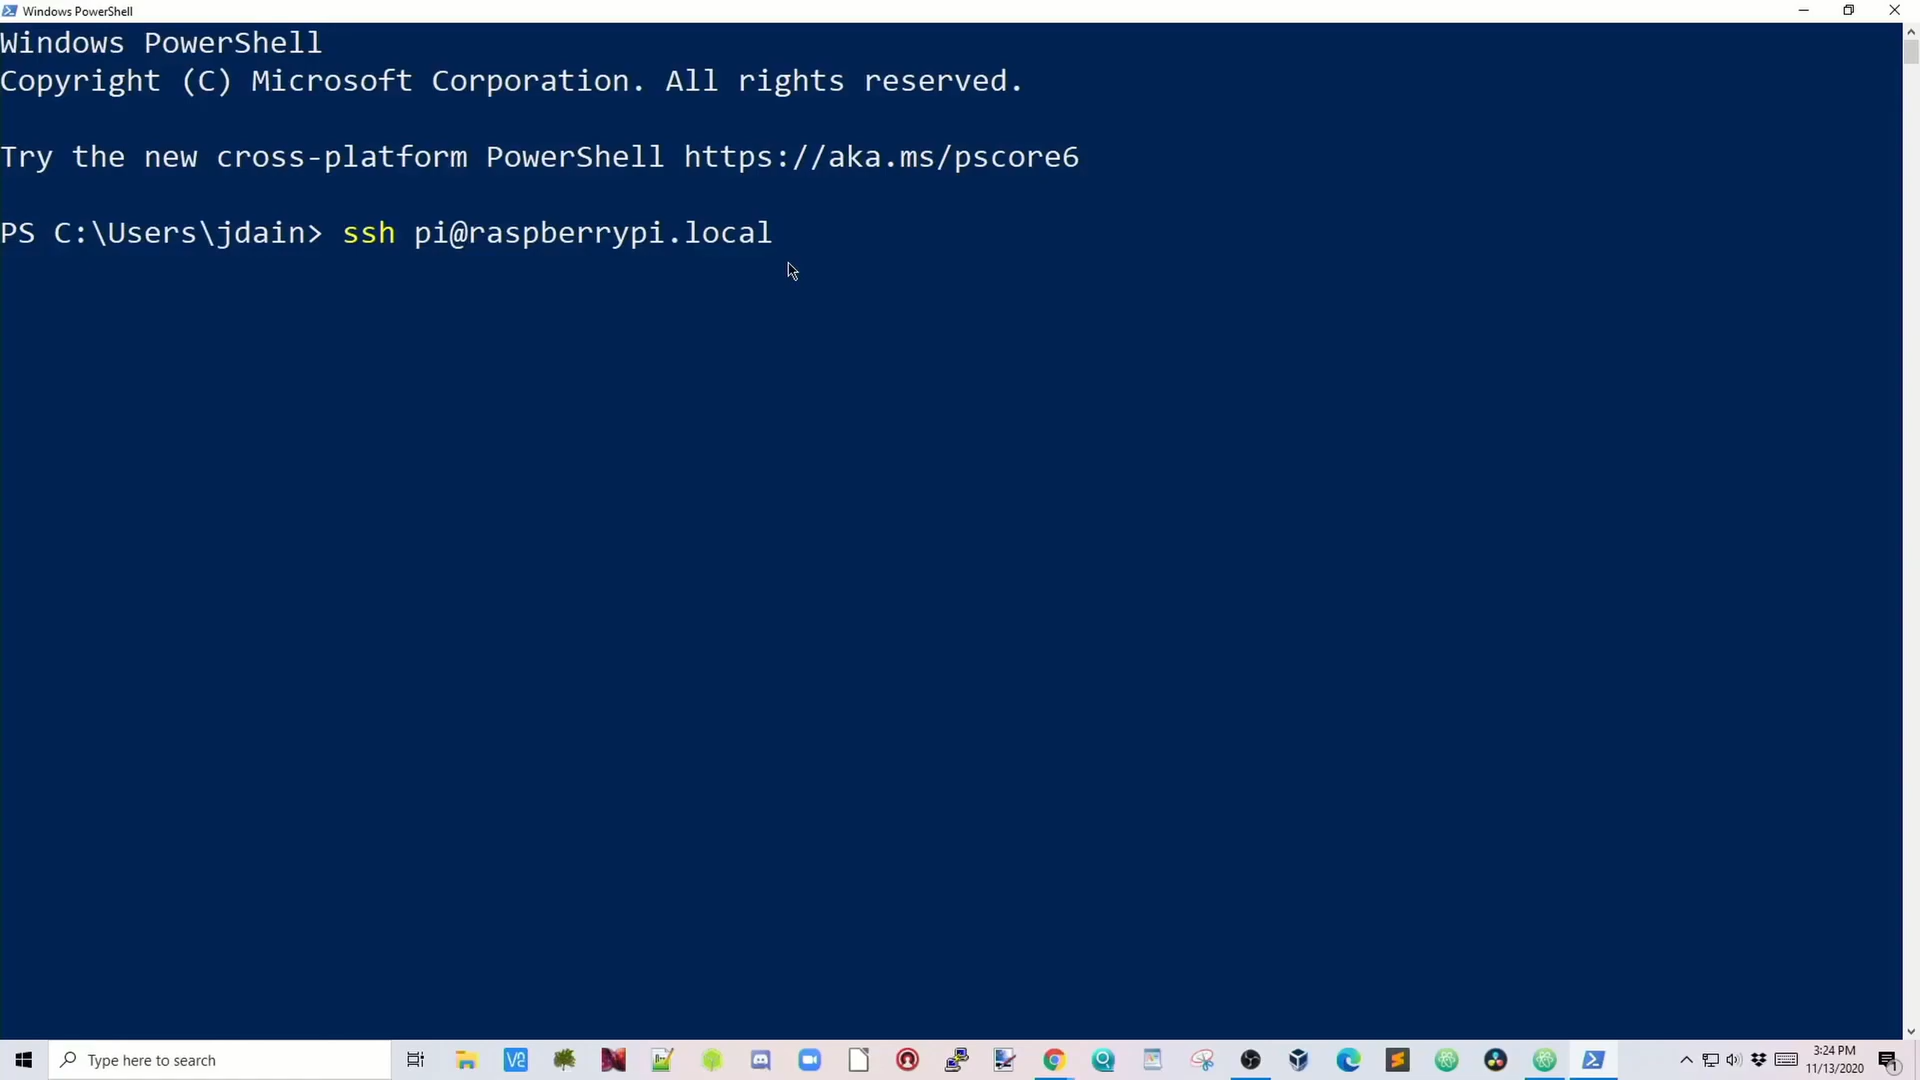 Windows PowerShell
Windows PowerShell
Copyright (C) Microsoft Corporation. All rights reserved.
Try the new cross-platform PowerShell https://aka.ms/pscore6
PS C:\Users\jdain> ssh pi@raspberrypi.local
Type here to search
3:24 PM
11/13/2020
1